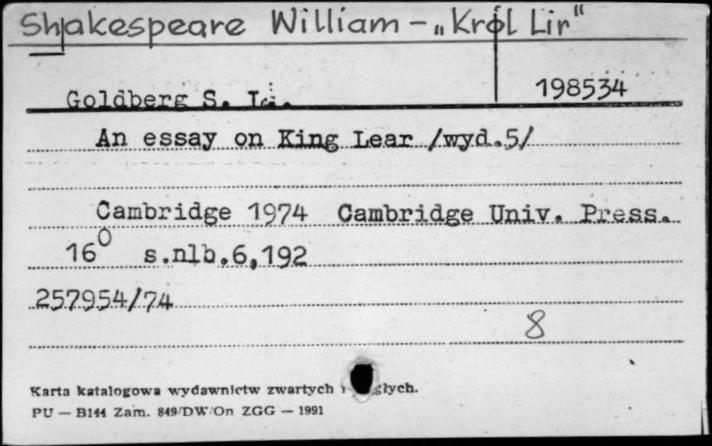 Shakespeare William - „Król Lir"
198534
Goldberg S. L.
An essay on King Lear /wyd.5/
Cambridge 1974 Cambridge Univ. Press.
16° s.nlb.6,192
257954/74
8
Karta katalogowa wydawnictw zwartych i
PU — B144 Zam. 849/DW/On ZGG — 1991